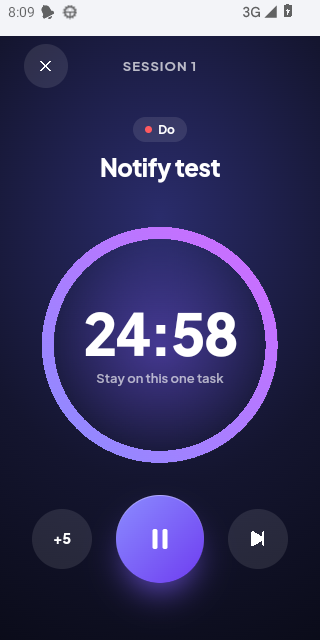 8:09
3G
SESSION 1
Do
Notify test
24:58
Stay on this one task
+5